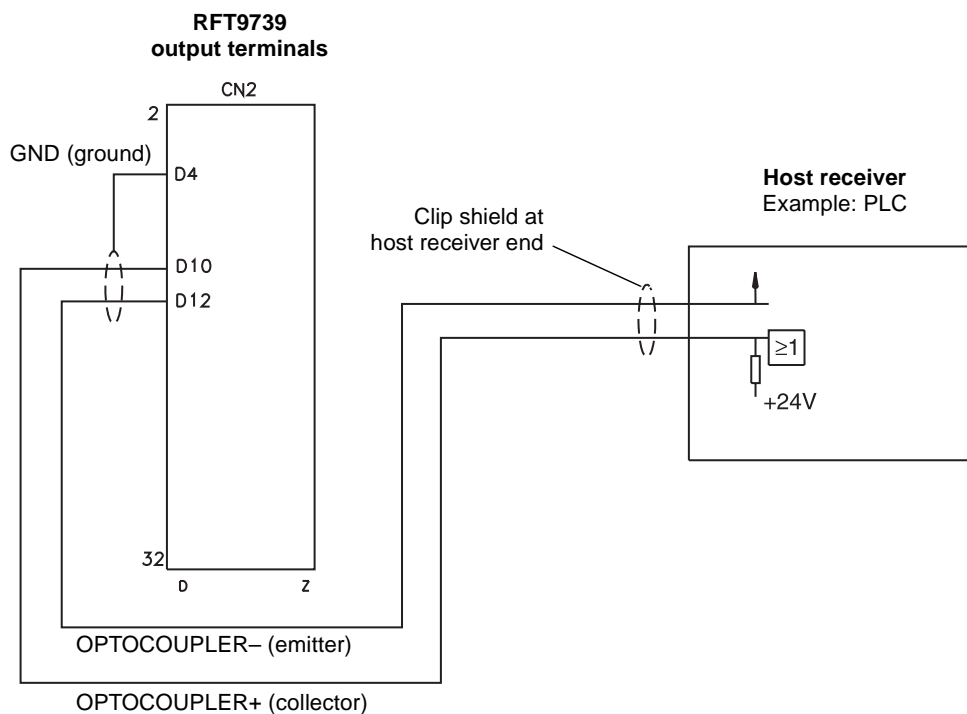 RFT9739
output terminals
CN2
2
GND (ground)
D4
D10
D12
32
D
Z
Clip shield at
host receiver end
Host receiver
Example: PLC
≥1
+24V
OPTOCOUPLER– (emitter)
OPTOCOUPLER+ (collector)